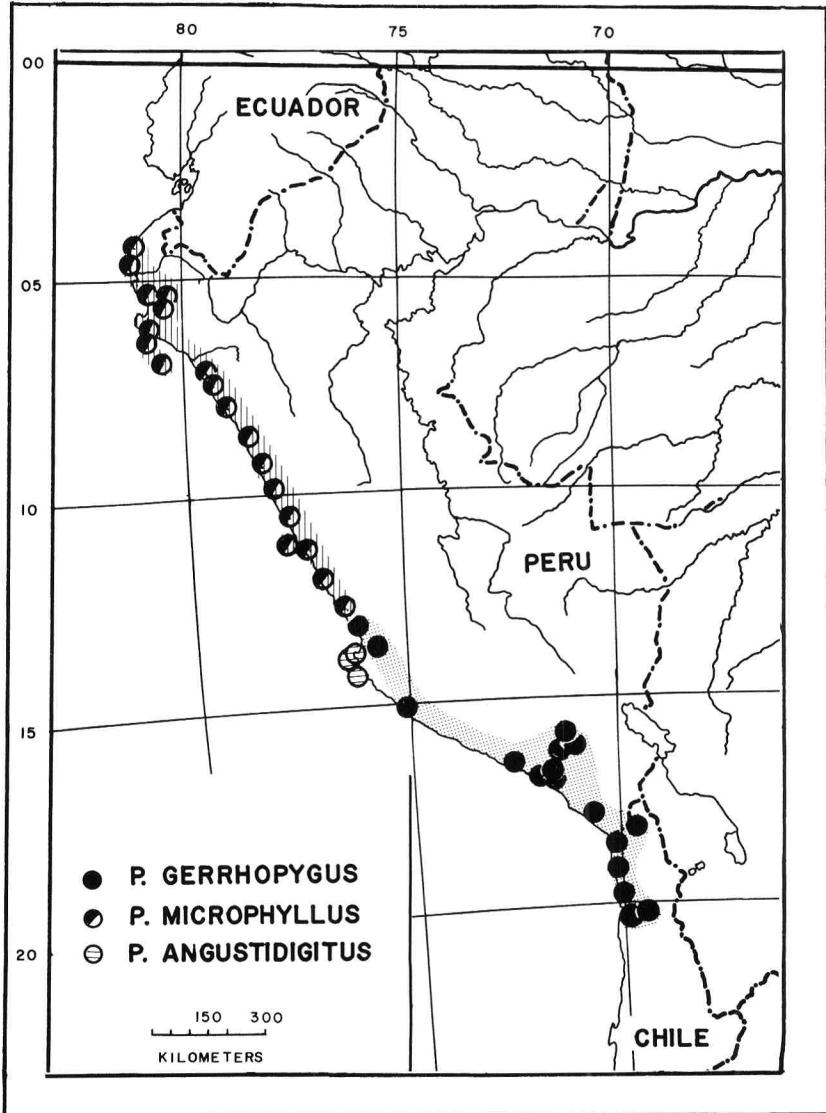 80 75 70
00
ECUADOR
05
10
PERU
15
P. GERRHOPYGUS
P. MICROPHYLLUS
P. ANGUSTIDIGITUS
20
150 300
KILOMETERS
CHILE